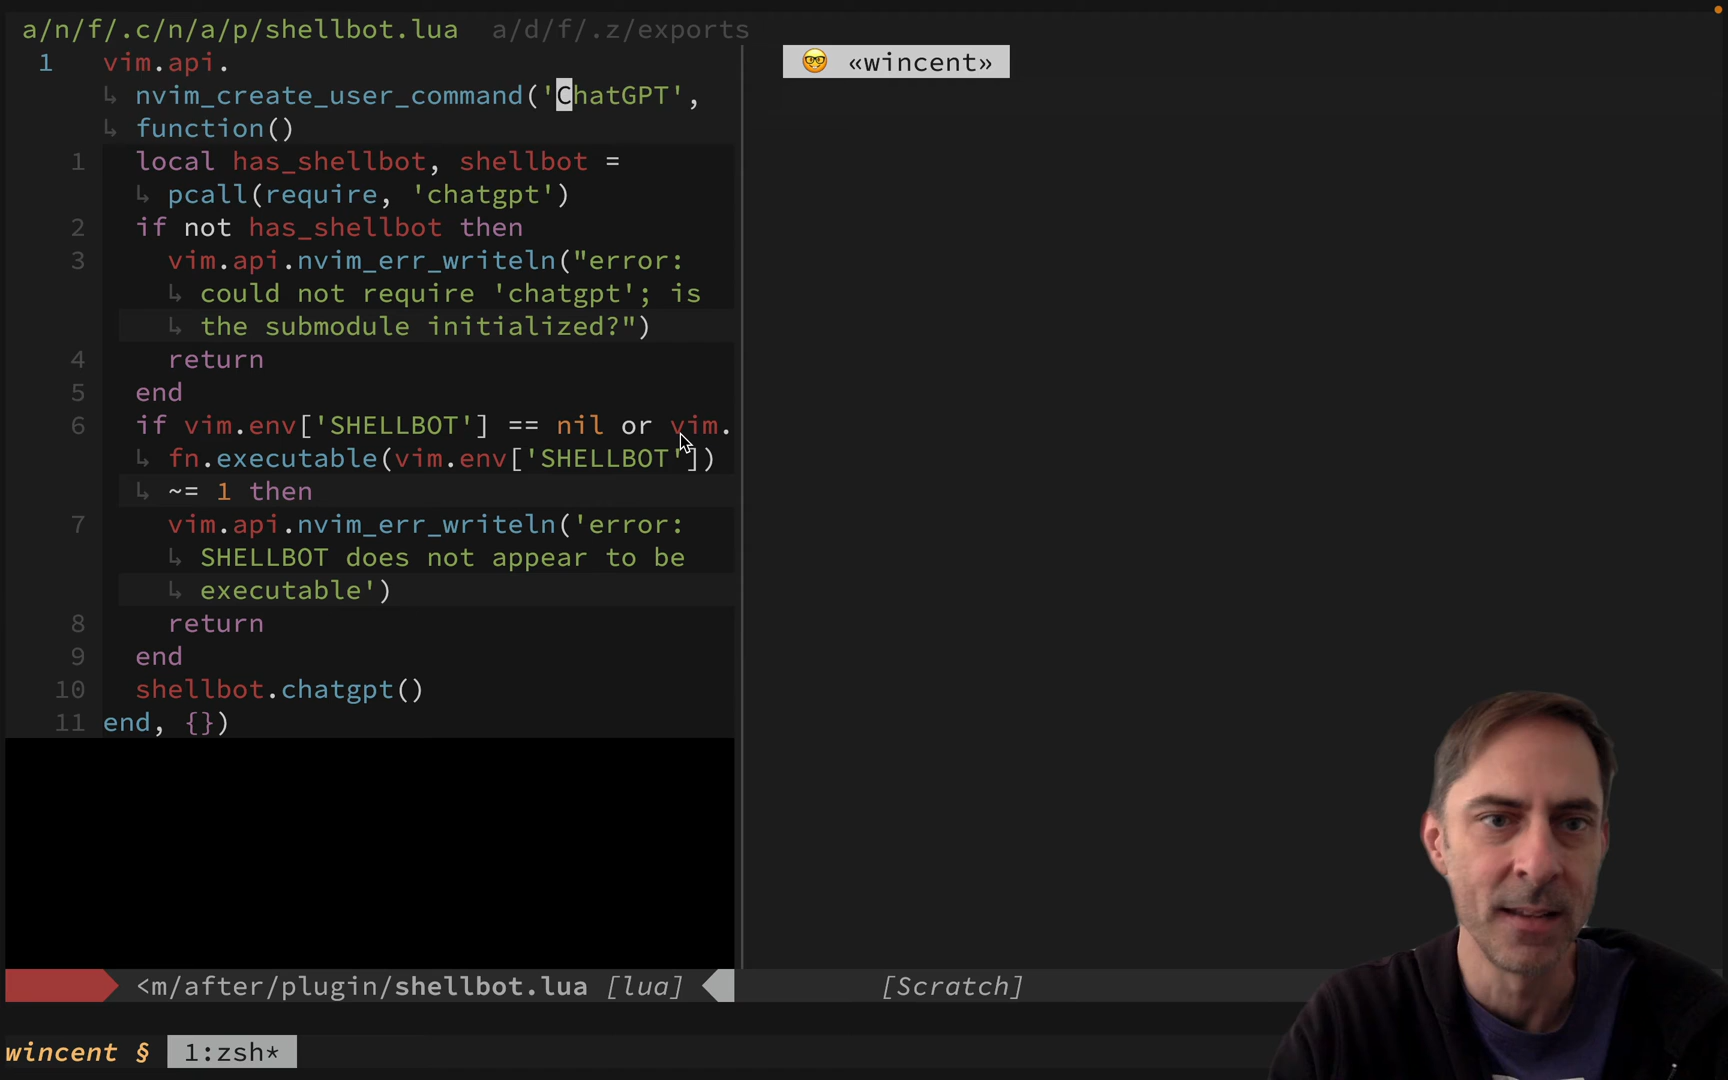 a/n/f/.c/n/a/p/shellbot.lua  a/d/f/.z/exports
1 vim.api.
↳ nvim_create_user_command('ChatGPT',
↳ function()
1 local has_shellbot, shellbot =
↳ pcall(require, 'chatgpt')
2 if not has_shellbot then
3 vim.api.nvim_err_writeln("error:
↳ could not require 'chatgpt'; is
↳ the submodule initialized?")
4 return
5 end
6 if vim.env['SHELLBOT'] == nil or vim.
↳ fn.executable(vim.env['SHELLBOT'])
↳ ~= 1 then
7 vim.api.nvim_err_writeln('error:
↳ SHELLBOT does not appear to be
↳ executable')
8 return
9 end
10 shellbot.chatgpt()
11 end, {})
<m/after/plugin/shellbot.lua [lua]
🤓 «wincent»
[Scratch]
wincent § 1:zsh*